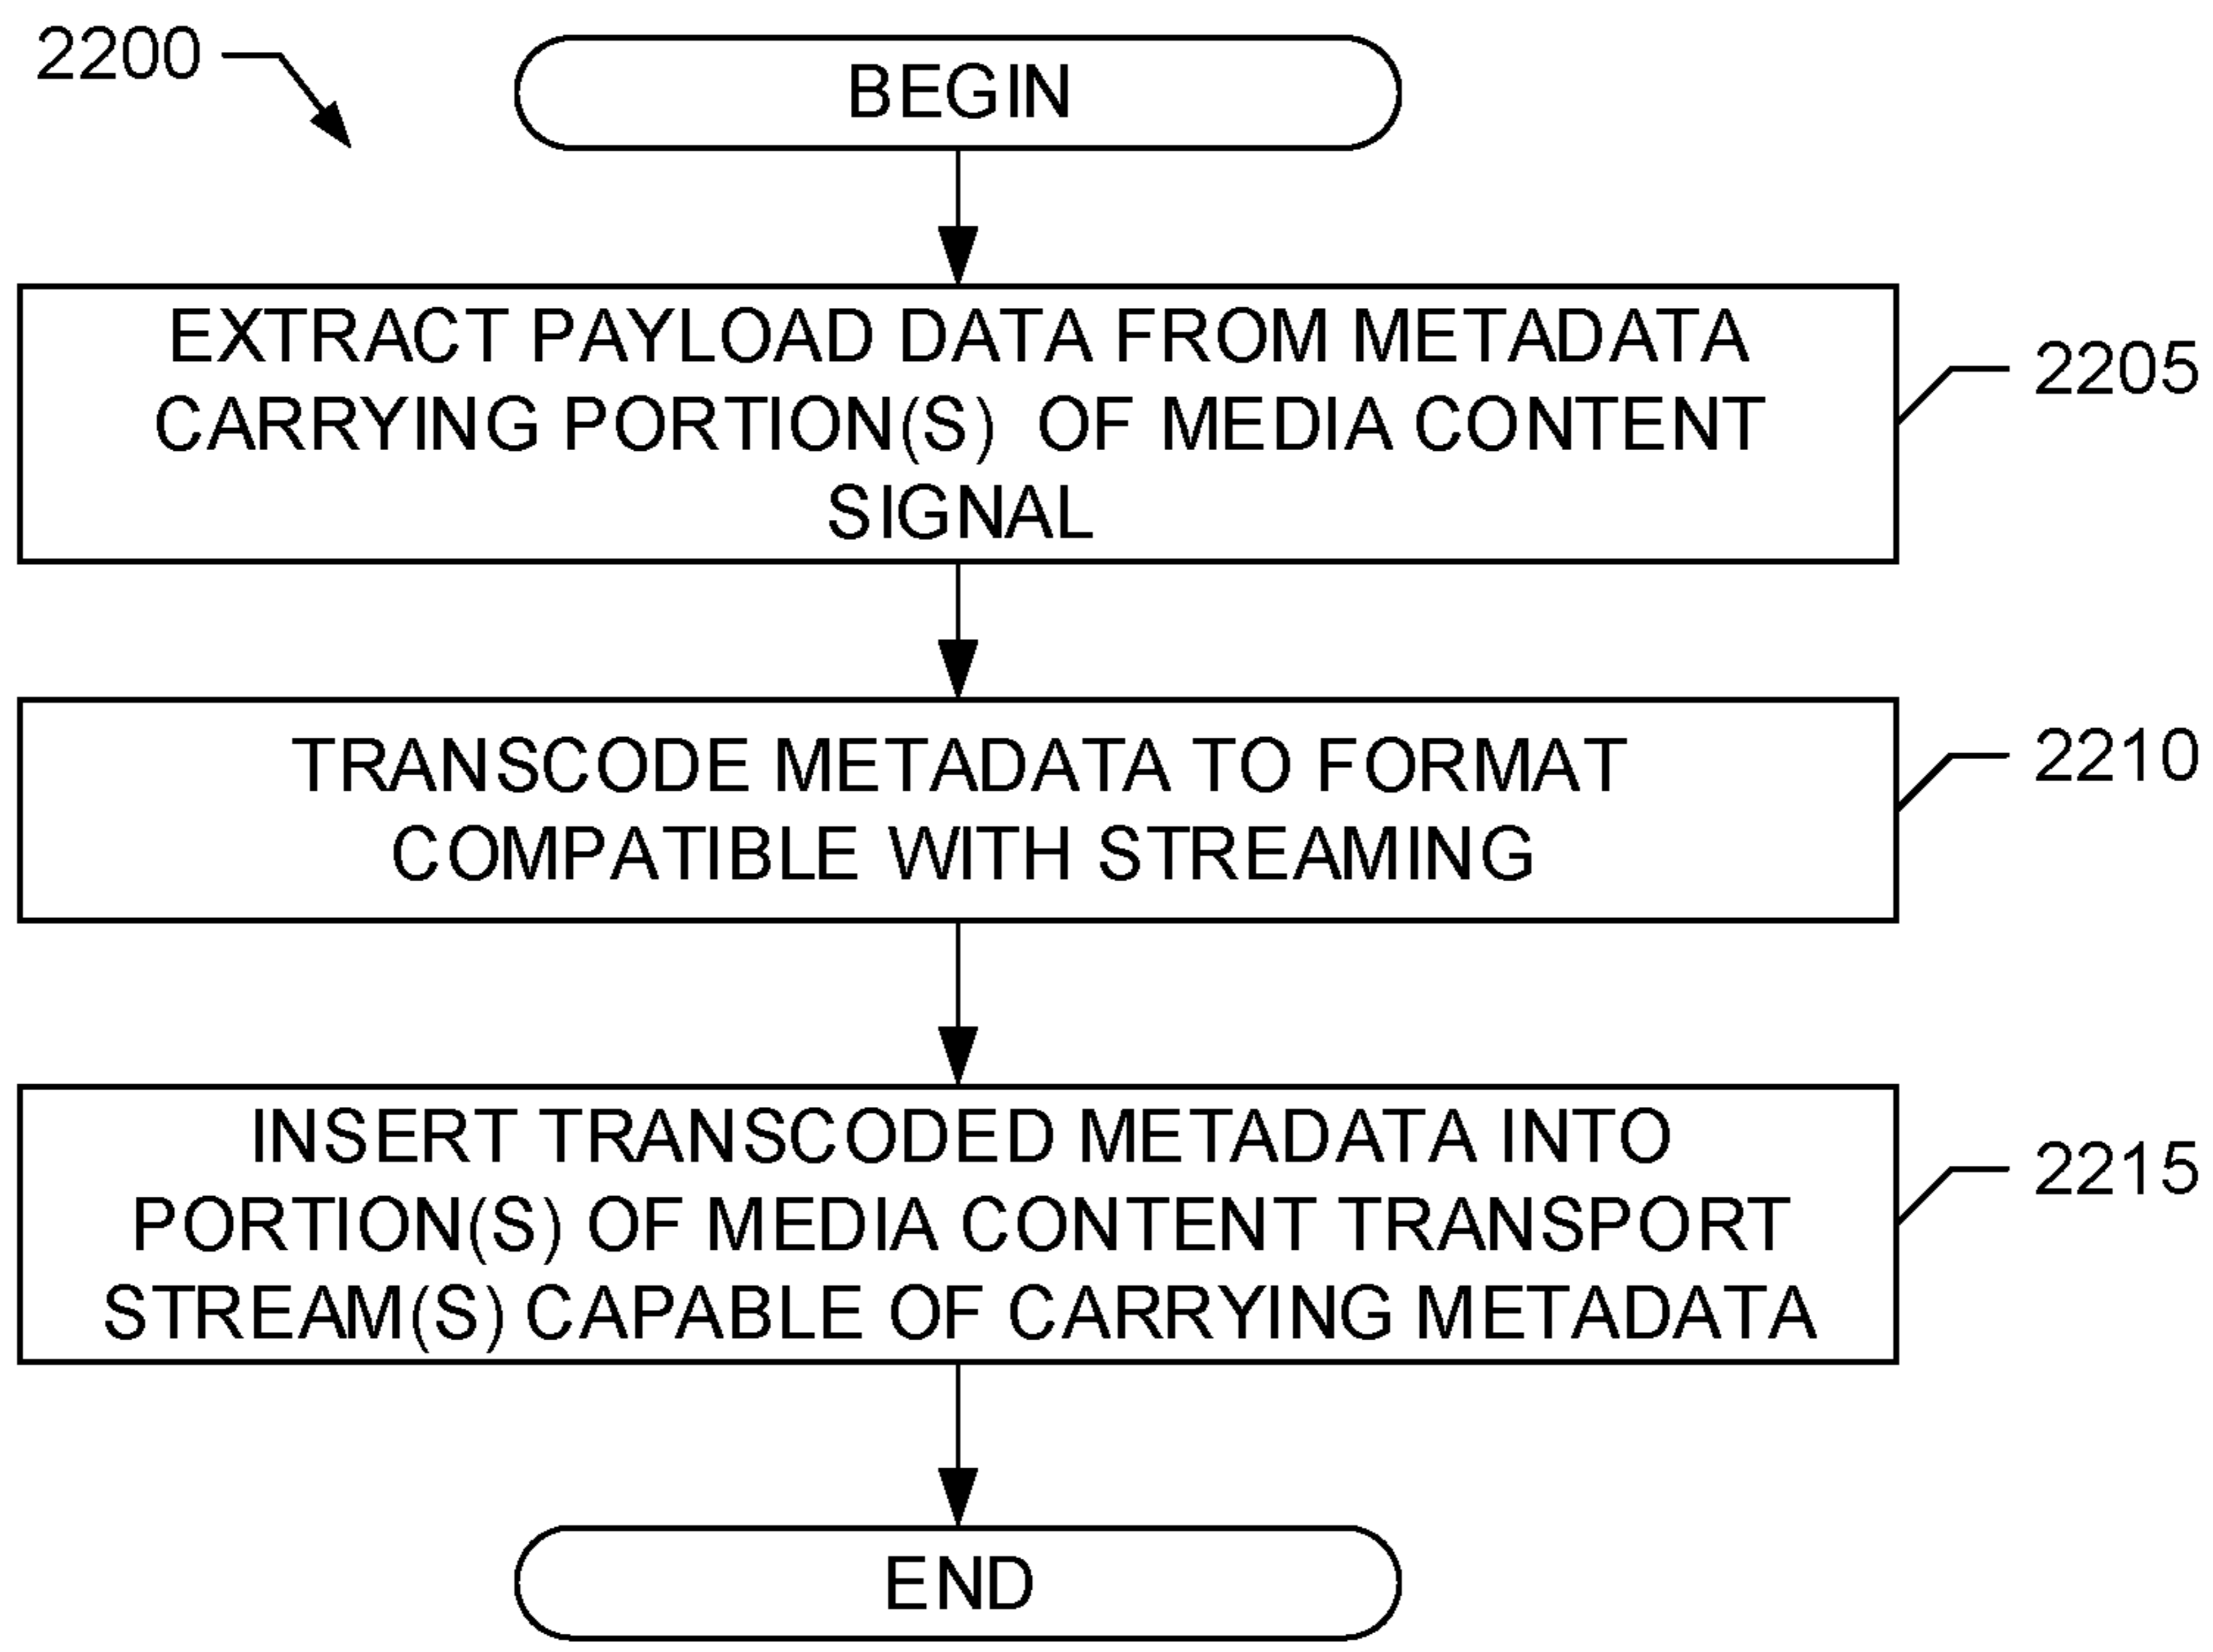 2200
BEGIN
EXTRACT PAYLOAD DATA FROM METADATA
CARRYING PORTION(S) OF MEDIA CONTENT
SIGNAL
2205
TRANSCODE METADATA TO FORMAT
COMPATIBLE WITH STREAMING
2210
INSERT TRANSCODED METADATA INTO
PORTION(S) OF MEDIA CONTENT TRANSPORT
STREAM(S) CAPABLE OF CARRYING METADATA
2215
END